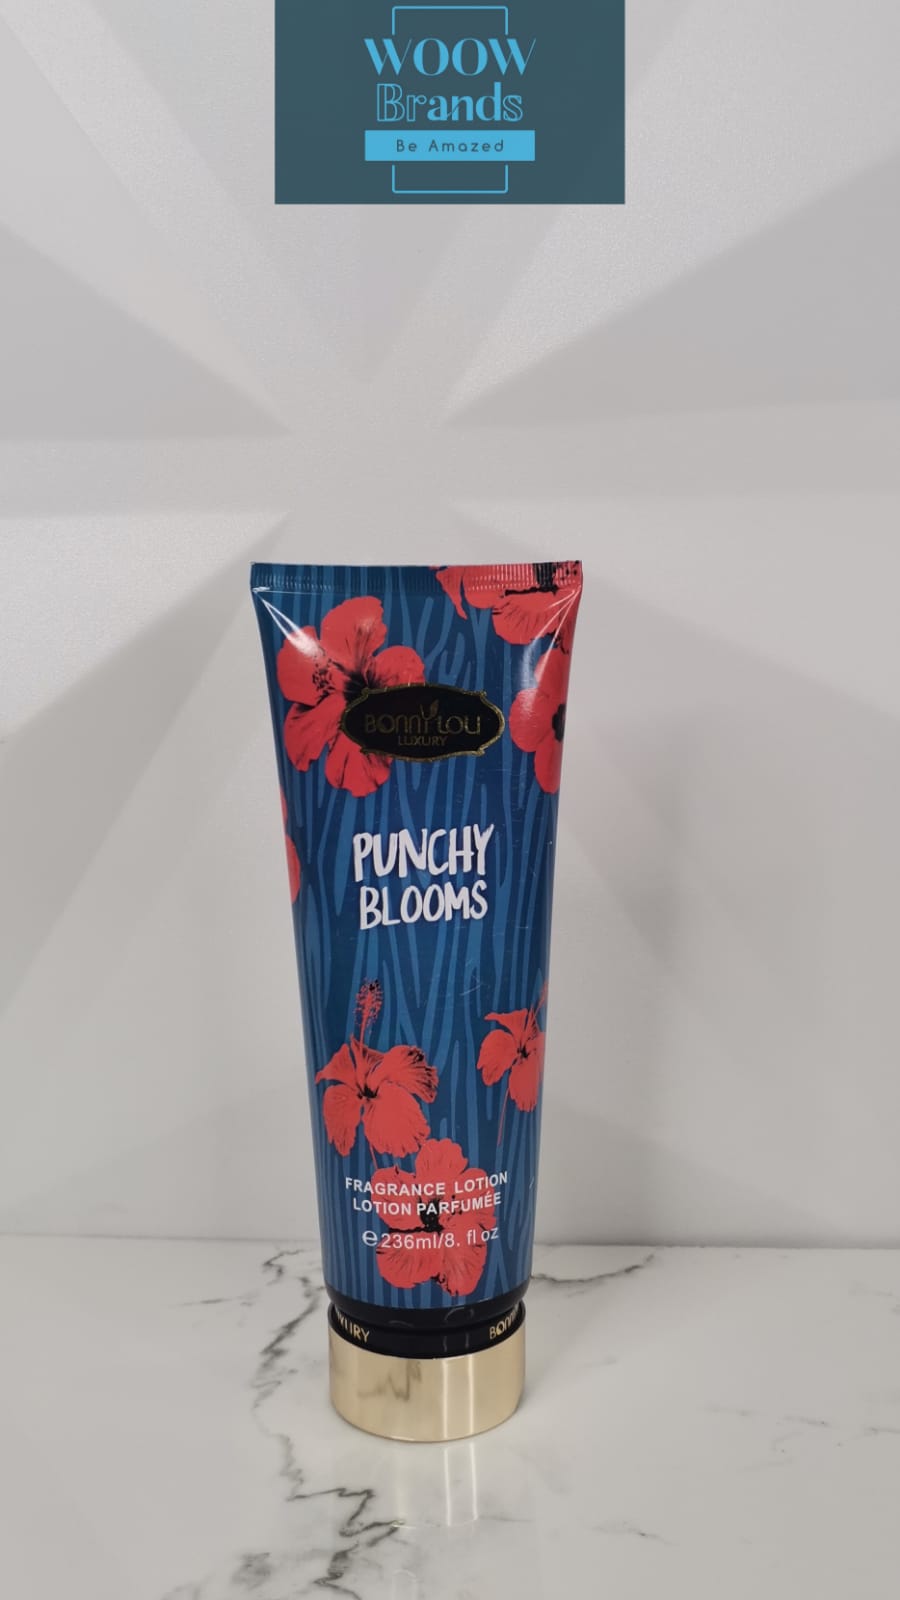 WOOW
Brands
Be Amazed
BONNY LOU
LUXURY
PUNCHY
BLOOMS
FRAGRANCE LOTION
LOTION PARFUMÉE
℮236ml/8. fl oz